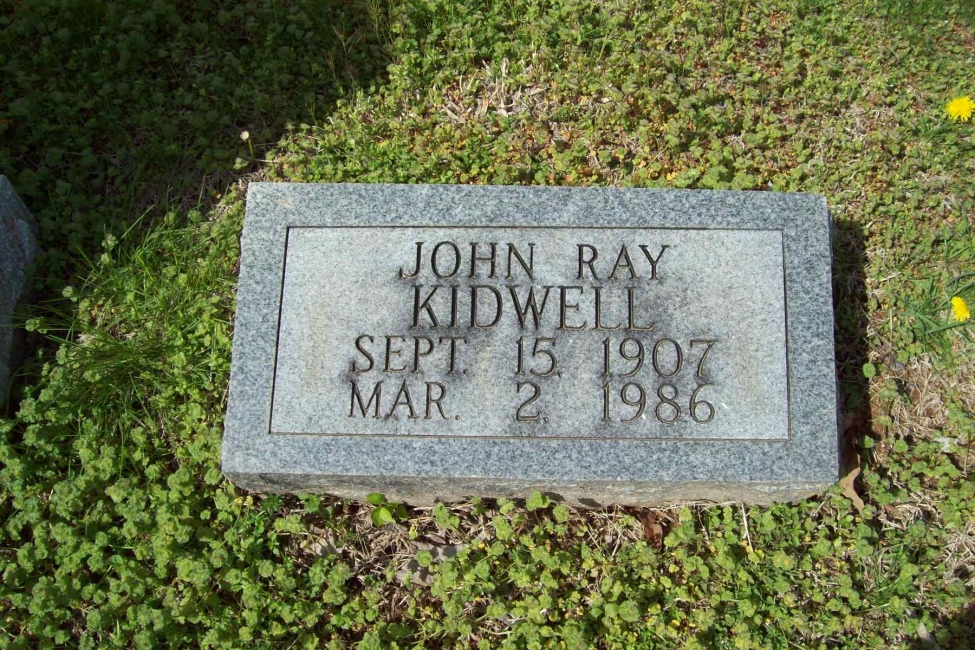 JOHN RAY
KIDWELL
SEPT. 15, 1907
MAR. 2, 1986